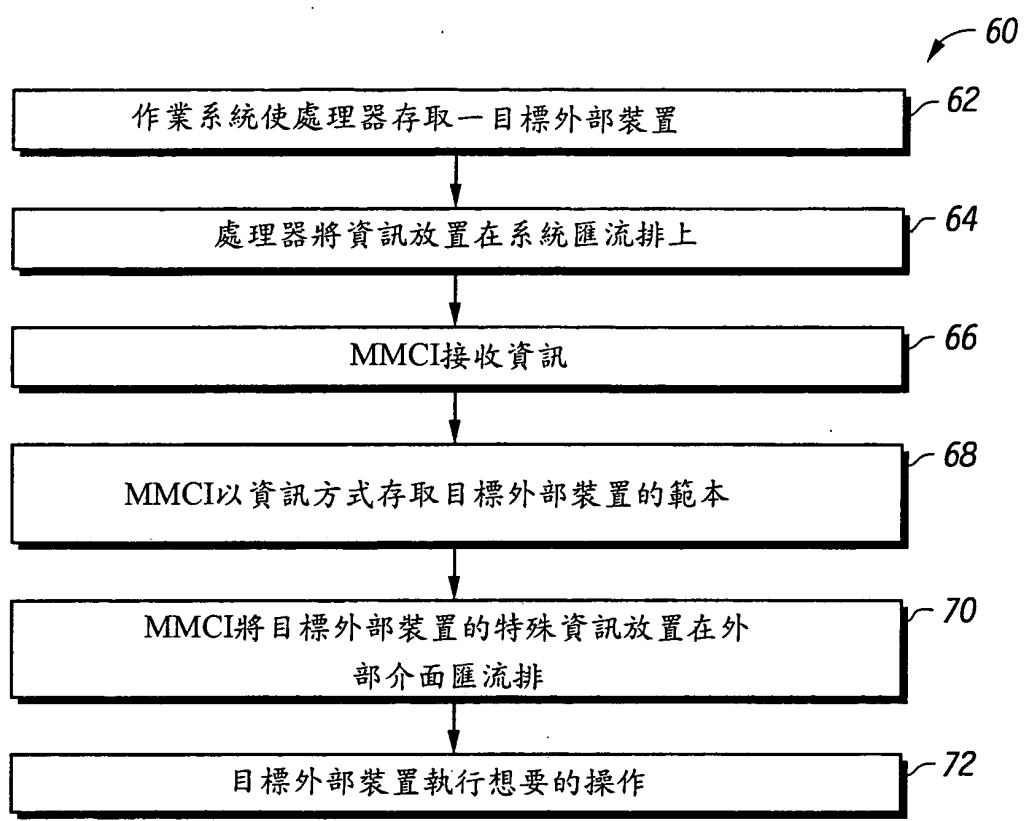 60
作業系統使處理器存取一目標外部裝置
62
處理器將資訊放置在系統匯流排上
64
MMCI接收資訊
66
MMCI以資訊方式存取目標外部裝置的範本
68
MMCI將目標外部裝置的特殊資訊放置在外
部介面匯流排
70
目標外部裝置執行想要的操作
72